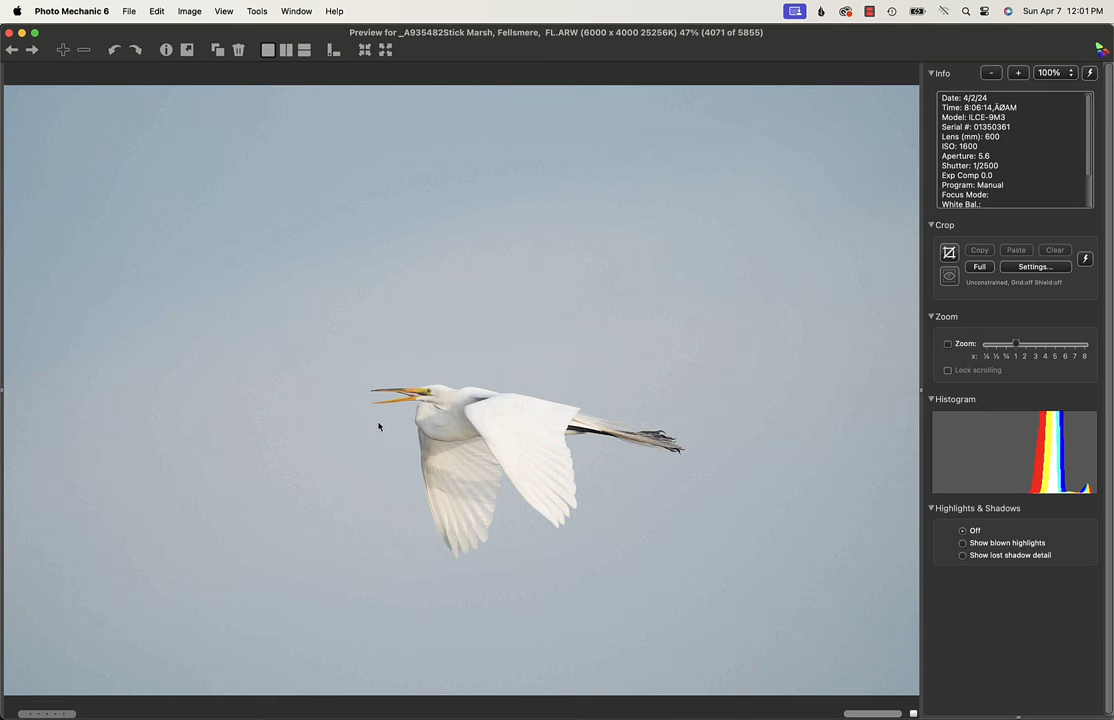 Photo Mechanic 6 File Edit Image View Tools Window Help Sun Apr 7 12:01 PM
Preview for _A935482Stick Marsh, Fellsmere, FL.ARW (6000 x 4000 25256K) 47% (4071 of 5855)
Info - + 100%
Date: 4/2/24
Time: 8:06:14‚ÄØAM
Model: ILCE-9M3
Serial #: 01350361
Lens (mm): 600
ISO: 1600
Aperture: 5.6
Shutter: 1/2500
Exp Comp 0.0
Program: Manual
Focus Mode:
White Bal.:
Crop
Copy Paste Clear
Full Settings...
Unconstrained, Grid:off Shield:off
Zoom
Zoom:
x: ¼ ½ ¾ 1 2 3 4 5 6 7 8
Lock scrolling
Histogram
Highlights & Shadows
Off
Show blown highlights
Show lost shadow detail